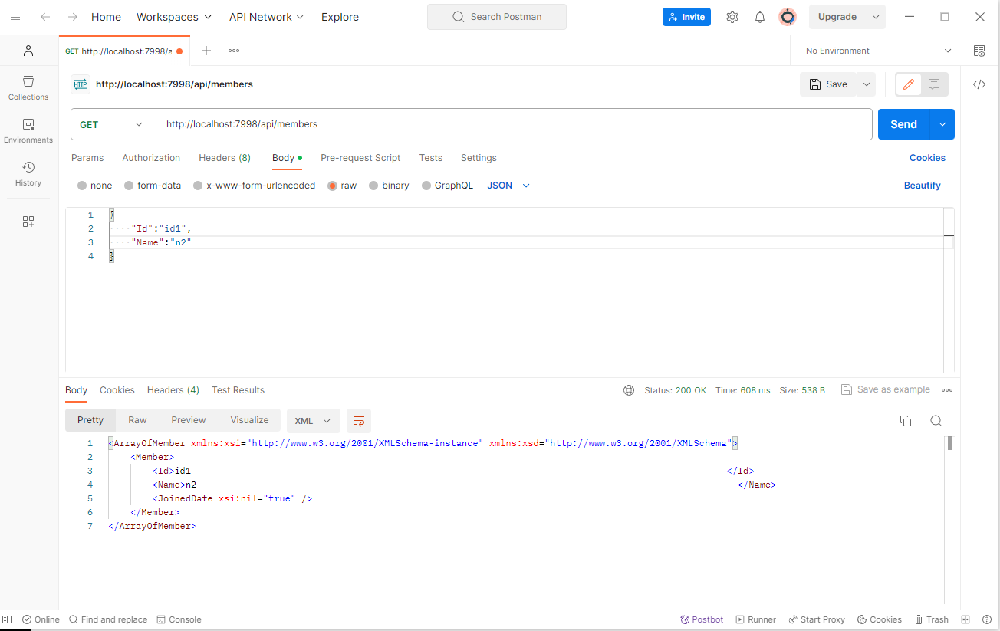 Home Workspaces API Network Explore Search Postman Invite Upgrade
GET http://localhost:7998/a No Environment
http://localhost:7998/api/members Save
Collections
Environments
History
GET http://localhost:7998/api/members Send
Params Authorization Headers (8) Body Pre-request Script Tests Settings Cookies
none form-data x-www-form-urlencoded raw binary GraphQL JSON Beautify
1 {
2 "Id":"id1",
3 "Name":"n2"
4 }
Body Cookies Headers (4) Test Results Status: 200 OK Time: 608 ms Size: 538 B Save as example
Pretty Raw Preview Visualize XML
1 <ArrayOfMember xmlns:xsi="http://www.w3.org/2001/XMLSchema-instance" xmlns:xsd="http://www.w3.org/2001/XMLSchema">
2 <Member>
3 <Id>id1 </Id>
4 <Name>n2 </Name>
5 <JoinedDate xsi:nil="true" />
6 </Member>
7 </ArrayOfMember>
Online Find and replace Console Postbot Runner Start Proxy Cookies Trash